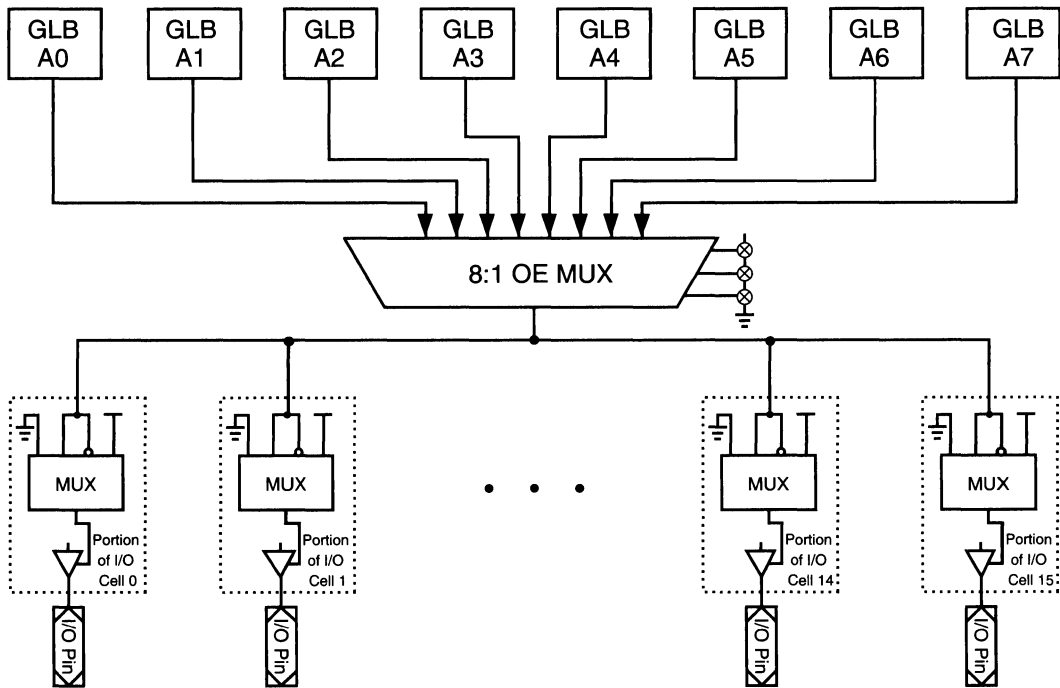 GLB
A0
GLB
A1
GLB
A2
GLB
A3
GLB
A4
GLB
A5
GLB
A6
GLB
A7
8:1 OE MUX
MUX
Portion
of I/O
Cell 0
I/O Pin
MUX
Portion
of I/O
Cell 1
I/O Pin
MUX
Portion
of I/O
Cell 14
I/O Pin
MUX
Portion
of I/O
Cell 15
I/O Pin